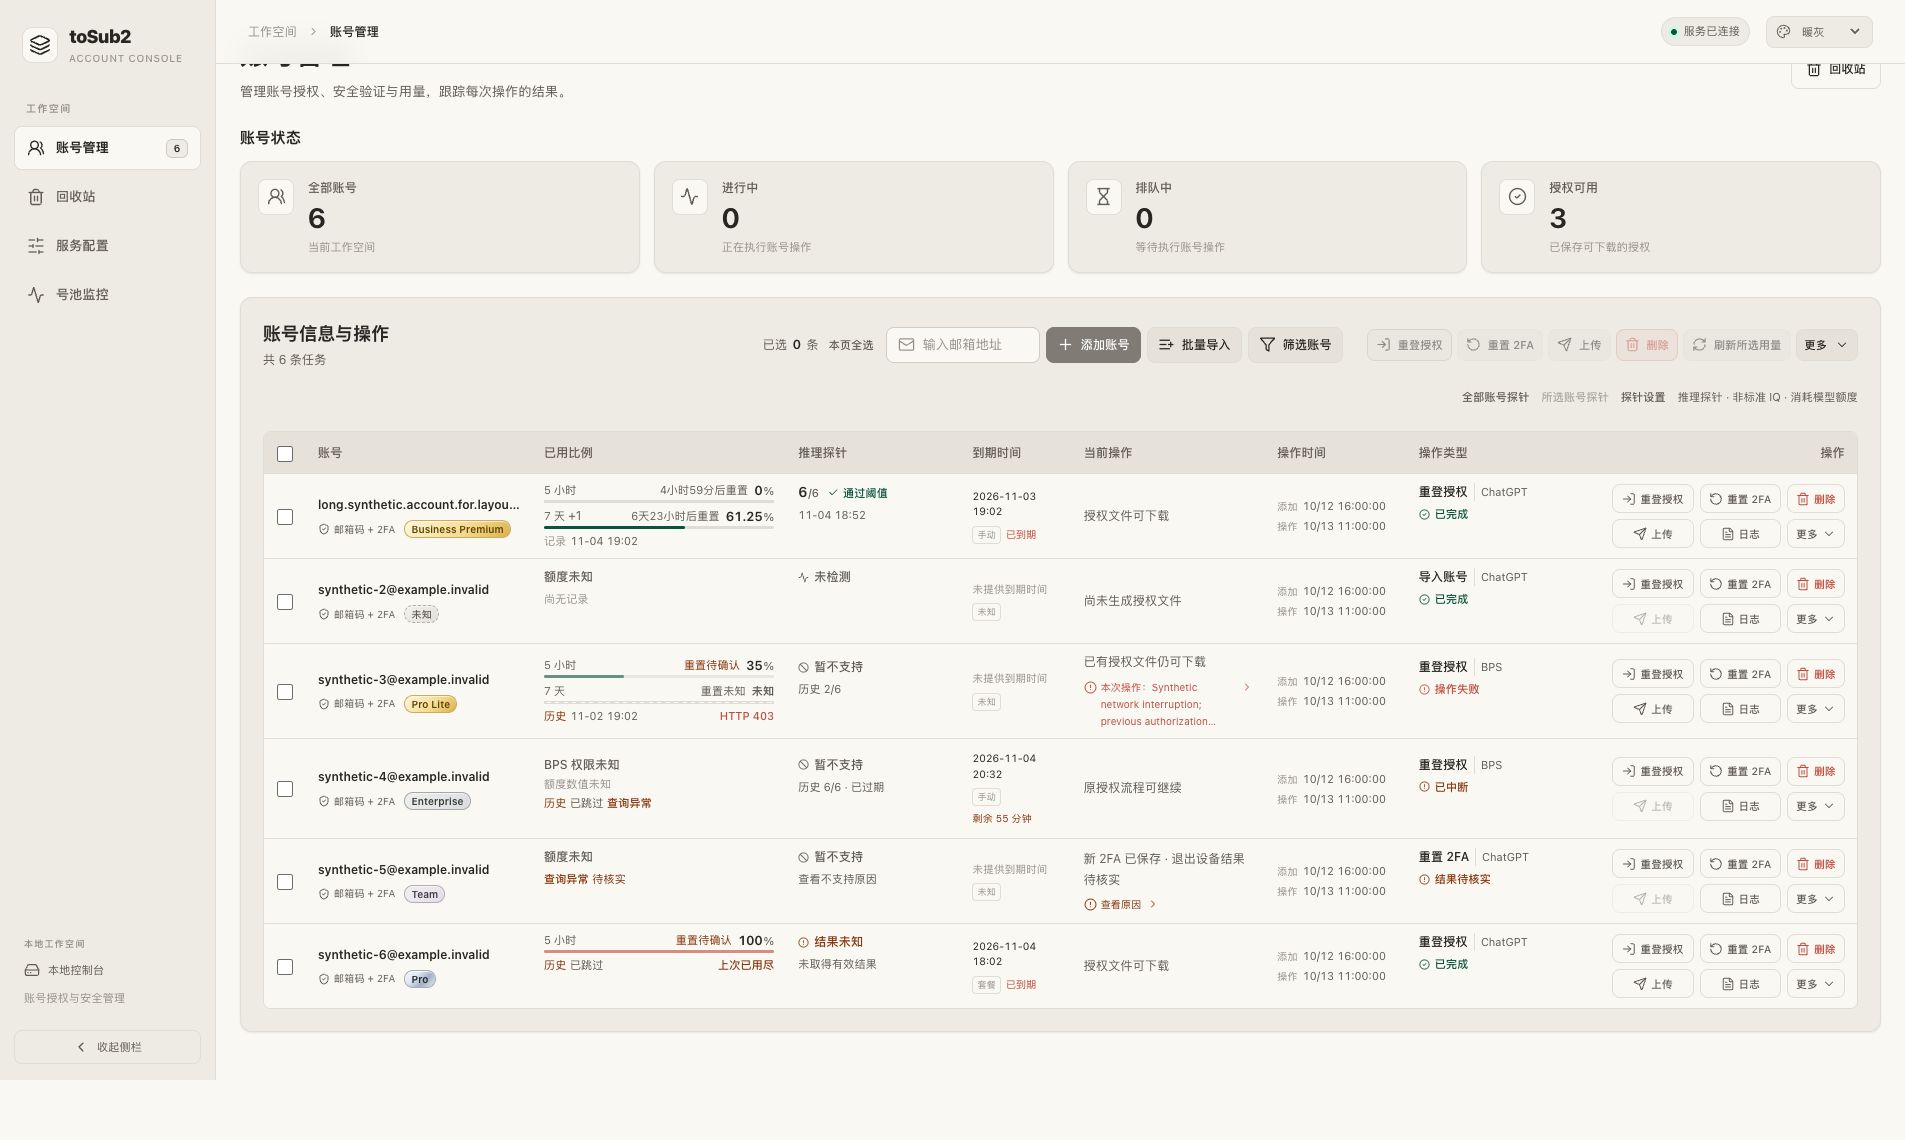 toSub2
ACCOUNT CONSOLE
工作空间
账号管理
6
回收站
服务配置
号池监控
本地工作空间
本地控制台
账号授权与安全管理
收起侧栏
工作空间 > 账号管理
服务已连接
暖灰
回收站
管理账号授权、安全验证与用量，跟踪每次操作的结果。
账号状态
全部账号
6
当前工作空间
进行中
0
正在执行账号操作
排队中
0
等待执行账号操作
授权可用
3
已保存可下载的授权
账号信息与操作
共 6 条任务
已选 0 条 本页全选 输入邮箱地址 添加账号 批量导入 筛选账号 重登授权 重置 2FA 上传 删除 刷新所选用量 更多
全部账号探针 所选账号探针 探针设置 推理探针 · 非标准 IQ · 消耗模型额度
账号 已用比例 推理探针 到期时间 当前操作 操作时间 操作类型 操作
long.synthetic.account.for.layou...
邮箱码 + 2FA Business Premium
5 小时 4小时59分后重置 0%
7 天 +1 6天23小时后重置 61.25%
记录 11-04 19:02
6/6 通过阈值
11-04 18:52
2026-11-03
19:02
手动 已到期
授权文件可下载
添加 10/12 16:00:00
操作 10/13 11:00:00
重登授权 ChatGPT
已完成
重登授权 重置 2FA 删除
上传 日志 更多
synthetic-2@example.invalid
邮箱码 + 2FA 未知
额度未知
尚无记录
未检测
未提供到期时间
未知
尚未生成授权文件
添加 10/12 16:00:00
操作 10/13 11:00:00
导入账号 ChatGPT
已完成
重登授权 重置 2FA 删除
上传 日志 更多
synthetic-3@example.invalid
邮箱码 + 2FA Pro Lite
5 小时 重置待确认 35%
7 天 重置未知 未知
历史 11-02 19:02 HTTP 403
暂不支持
历史 2/6
未提供到期时间
未知
已有授权文件仍可下载
本次操作：Synthetic
network interruption;
previous authorization...
添加 10/12 16:00:00
操作 10/13 11:00:00
重登授权 BPS
操作失败
重登授权 重置 2FA 删除
上传 日志 更多
synthetic-4@example.invalid
邮箱码 + 2FA Enterprise
BPS 权限未知
额度数值未知
历史 已跳过 查询异常
暂不支持
历史 6/6 · 已过期
2026-11-04
20:32
手动
剩余 55 分钟
原授权流程可继续
添加 10/12 16:00:00
操作 10/13 11:00:00
重登授权 BPS
已中断
重登授权 重置 2FA 删除
上传 日志 更多
synthetic-5@example.invalid
邮箱码 + 2FA Team
额度未知
查询异常 待核实
暂不支持
查看不支持原因
未提供到期时间
未知
新 2FA 已保存 · 退出设备结果
待核实
查看原因
添加 10/12 16:00:00
操作 10/13 11:00:00
重置 2FA ChatGPT
结果待核实
重登授权 重置 2FA 删除
上传 日志 更多
synthetic-6@example.invalid
邮箱码 + 2FA Pro
5 小时 重置待确认 100%
历史 已跳过 上次已用尽
结果未知
未取得有效结果
2026-11-04
18:02
套餐 已到期
授权文件可下载
添加 10/12 16:00:00
操作 10/13 11:00:00
重登授权 ChatGPT
已完成
重登授权 重置 2FA 删除
上传 日志 更多